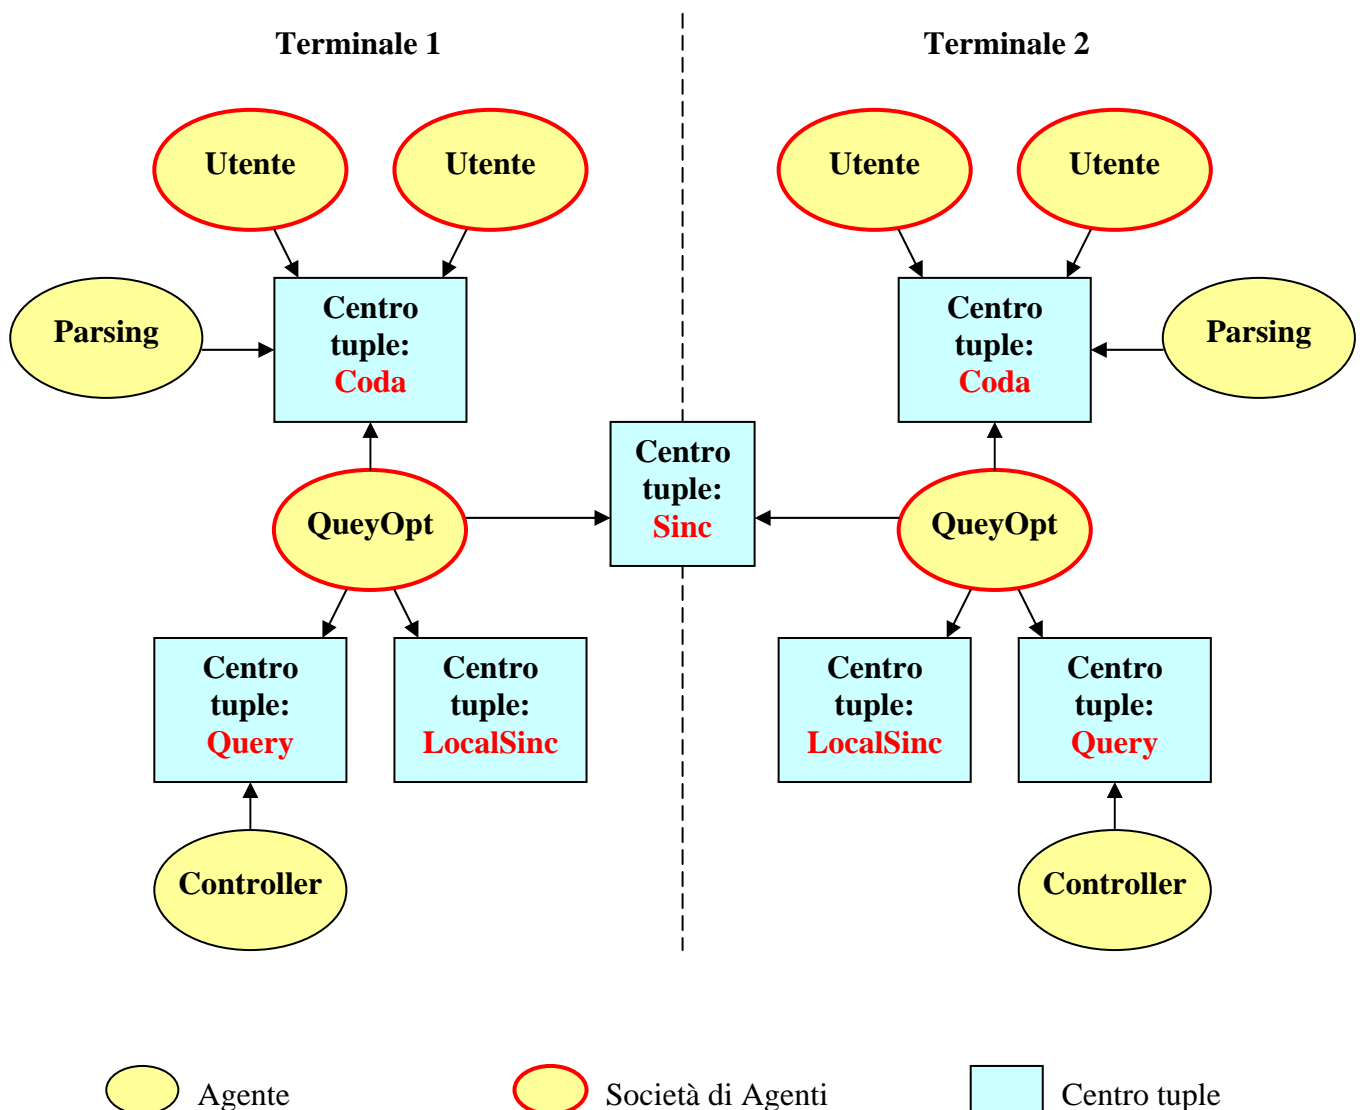 Terminale 1
Terminale 2
Utente
Utente
Utente
Utente
Parsing
Centro
tuple:
Coda
Centro
tuple:
Coda
Parsing
QueyOpt
Centro
tuple:
Sinc
QueyOpt
Centro
tuple:
Query
Centro
tuple:
LocalSinc
Centro
tuple:
LocalSinc
Centro
tuple:
Query
Controller
Controller
Agente
Società di Agenti
Centro tuple